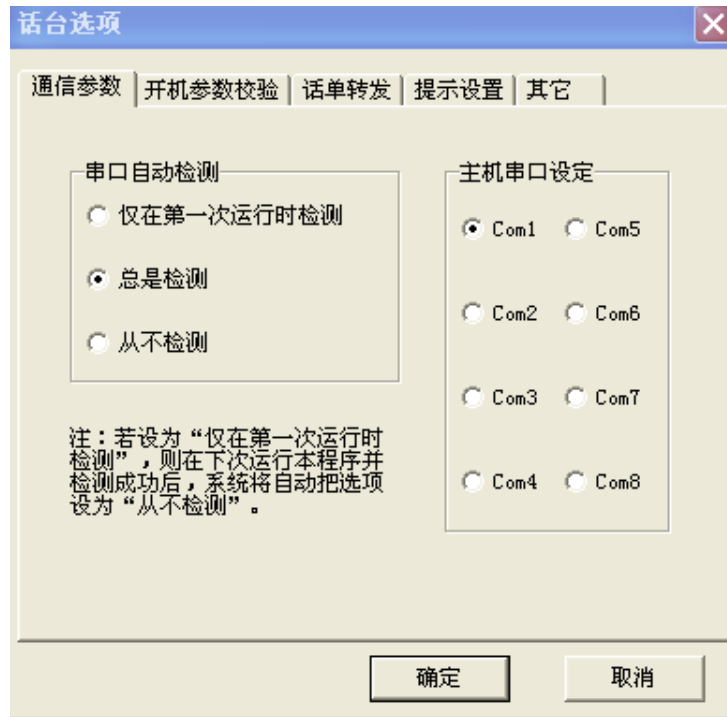 话台选项
通信参数 开机参数校验 话单转发 提示设置 其它
串口自动检测
仅在第一次运行时检测
总是检测
从不检测
注：若设为“仅在第一次运行时
检测”，则在下次运行本程序并
检测成功后，系统将自动把选项
设为“从不检测”。
主机串口设定
Com1 Com5
Com2 Com6
Com3 Com7
Com4 Com8
确定 取消